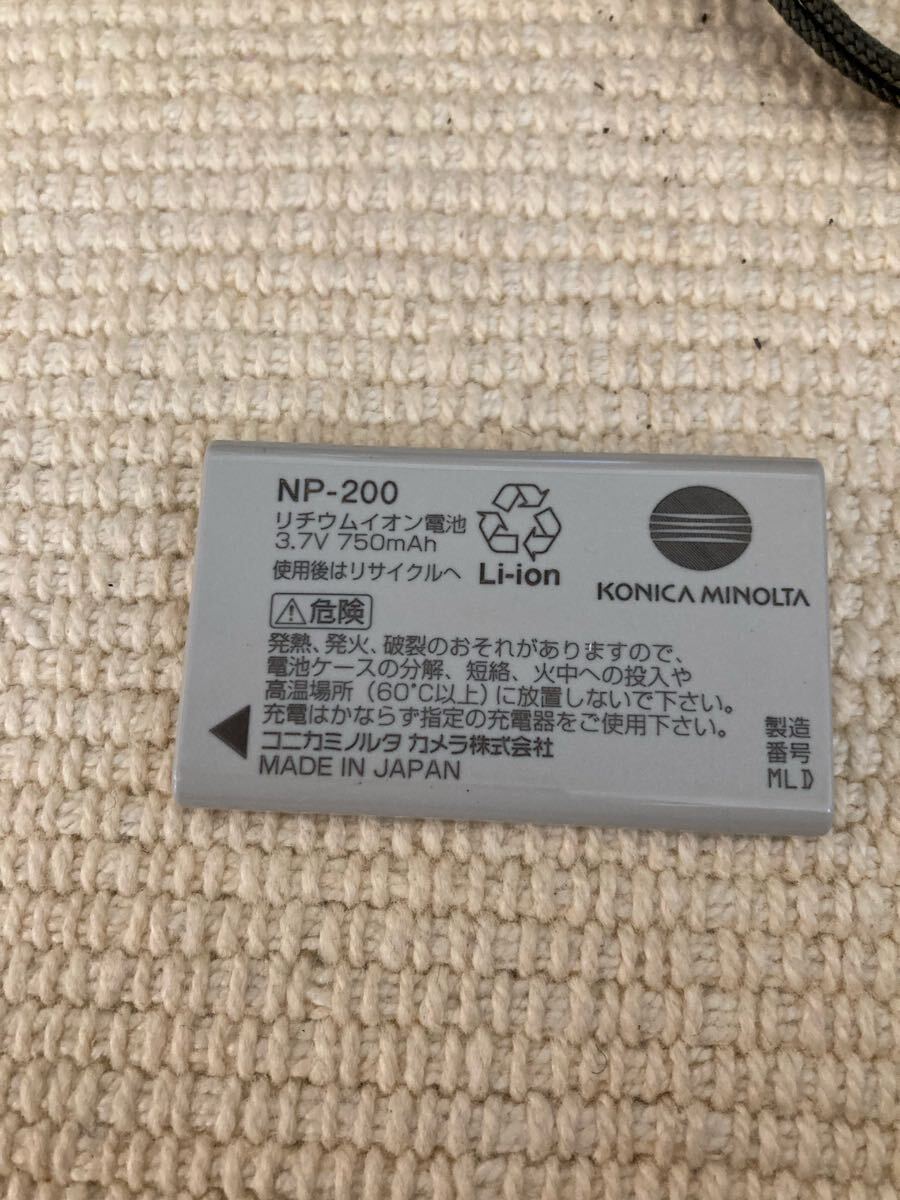 NP-200
リチウムイオン電池
3.7V 750mAh
使用後はリサイクルへ
Li-ion
KONICA MINOLTA
危険
発熱、発火、破裂のおそれがありますので、
電池ケースの分解、短絡、火中への投入や
高温場所（60°C以上）に放置しないで下さい。
充電はかならず指定の充電器をご使用下さい。
コニカミノルタ カメラ株式会社
MADE IN JAPAN
製造
番号
MLD